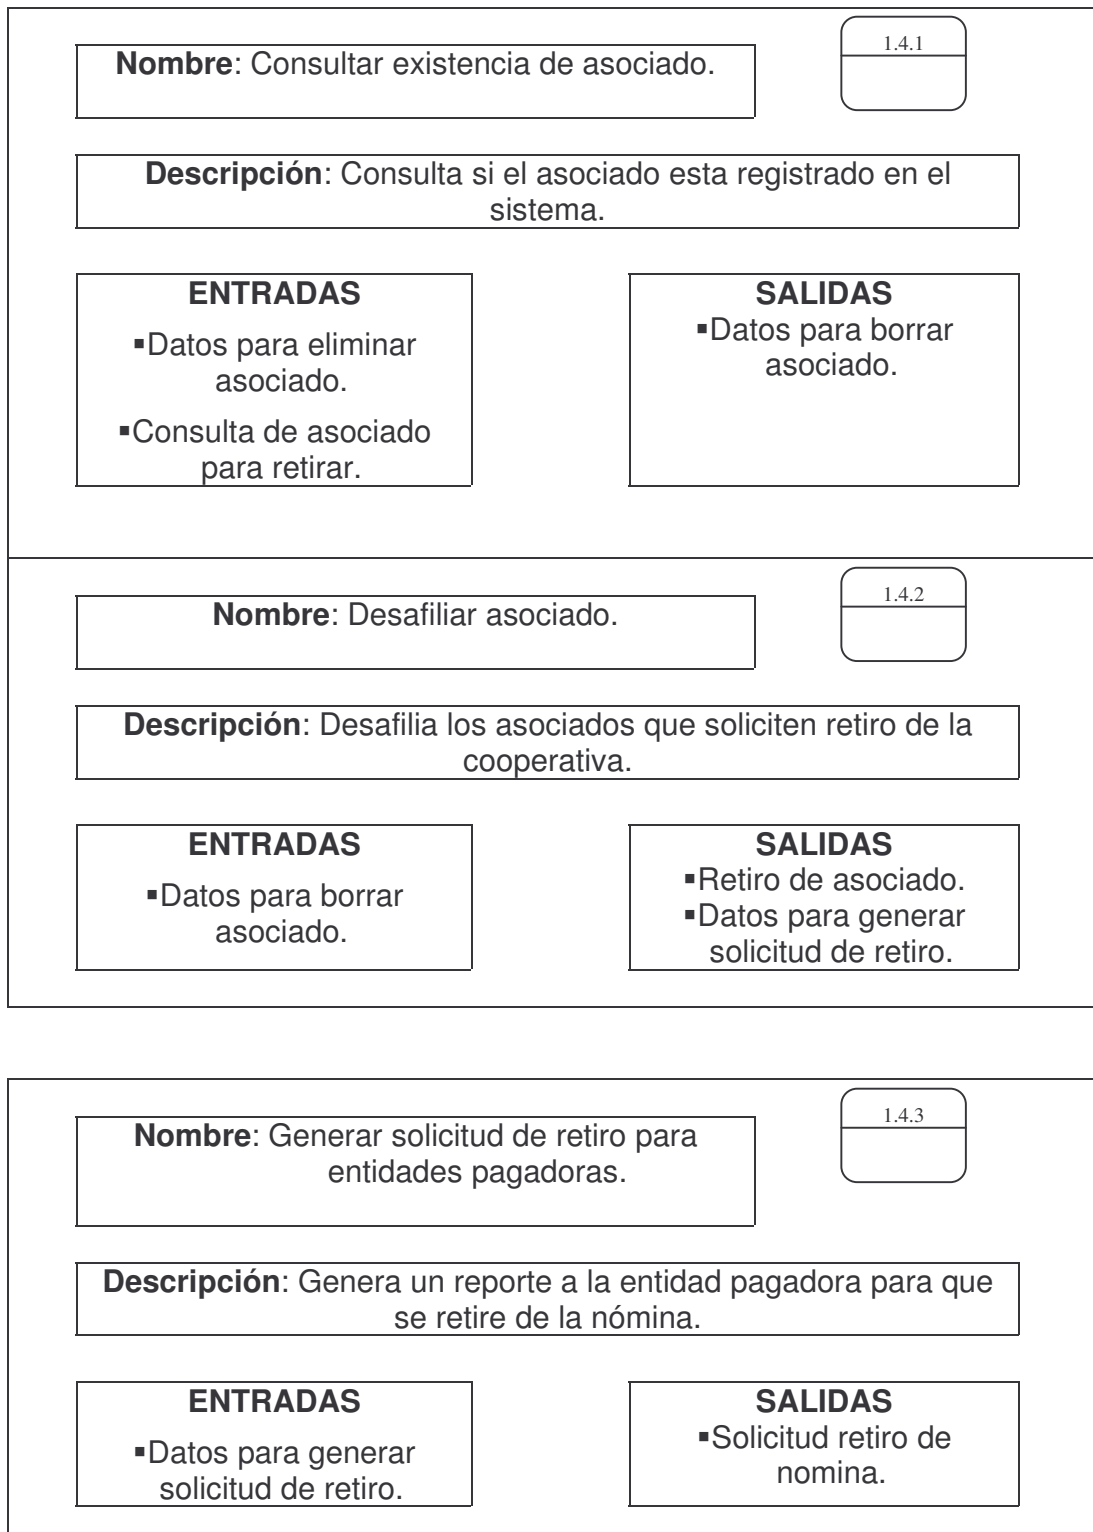 1.4.1
Nombre: Consultar existencia de asociado.
Descripción: Consulta si el asociado esta registrado en el
sistema.
ENTRADAS
▪Datos para eliminar
asociado.
▪Consulta de asociado
para retirar.
SALIDAS
▪Datos para borrar
asociado.
1.4.2
Nombre: Desafiliar asociado.
Descripción: Desafilia los asociados que soliciten retiro de la
cooperativa.
ENTRADAS
▪Datos para borrar
asociado.
SALIDAS
▪Retiro de asociado.
▪Datos para generar
solicitud de retiro.
1.4.3
Nombre: Generar solicitud de retiro para
entidades pagadoras.
Descripción: Genera un reporte a la entidad pagadora para que
se retire de la nómina.
ENTRADAS
▪Datos para generar
solicitud de retiro.
SALIDAS
▪Solicitud retiro de
nomina.